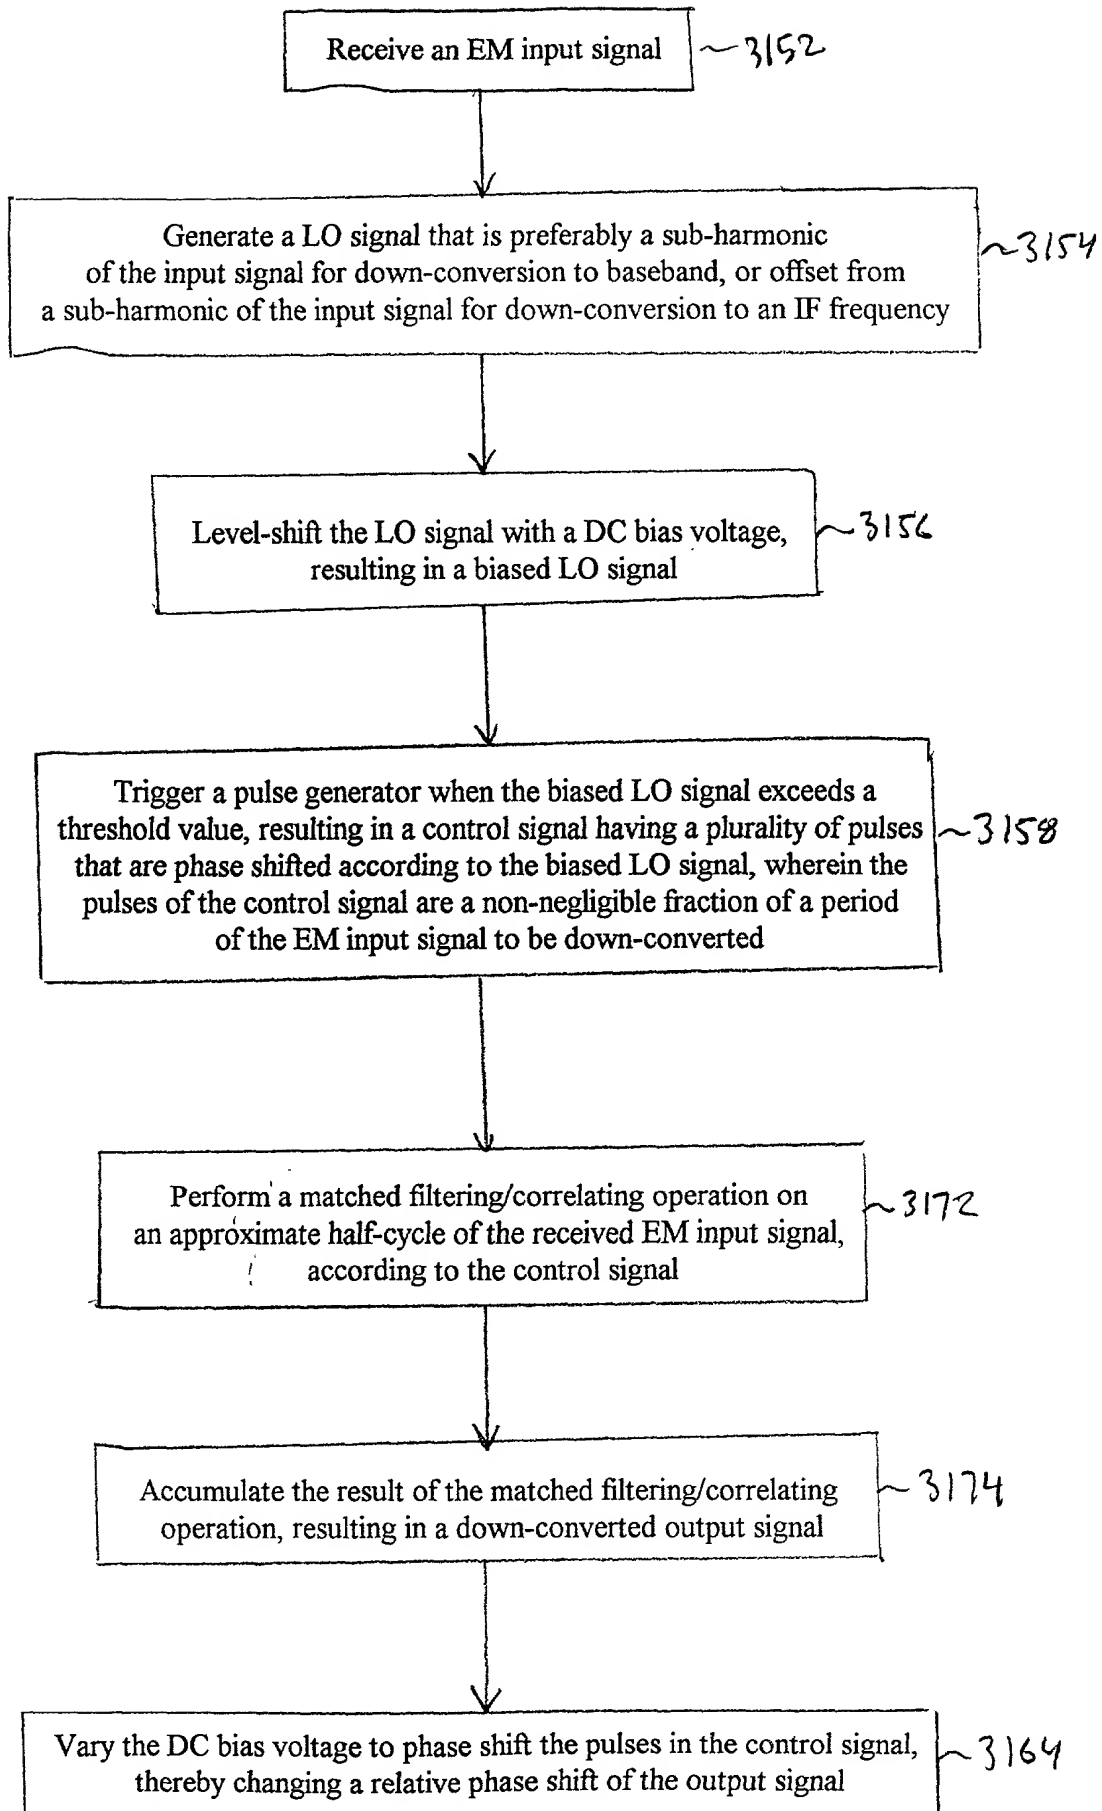 Receive an EM input signal ~3152
Generate a LO signal that is preferably a sub-harmonic
of the input signal for down-conversion to baseband, or offset from
a sub-harmonic of the input signal for down-conversion to an IF frequency
~3154
Level-shift the LO signal with a DC bias voltage,
resulting in a biased LO signal
~3156
Trigger a pulse generator when the biased LO signal exceeds a
threshold value, resulting in a control signal having a plurality of pulses
that are phase shifted according to the biased LO signal, wherein the
pulses of the control signal are a non-negligible fraction of a period
of the EM input signal to be down-converted
~3158
Perform a matched filtering/correlating operation on
an approximate half-cycle of the received EM input signal,
according to the control signal
~3172
Accumulate the result of the matched filtering/correlating
operation, resulting in a down-converted output signal
~3174
Vary the DC bias voltage to phase shift the pulses in the control signal,
thereby changing a relative phase shift of the output signal
~3164